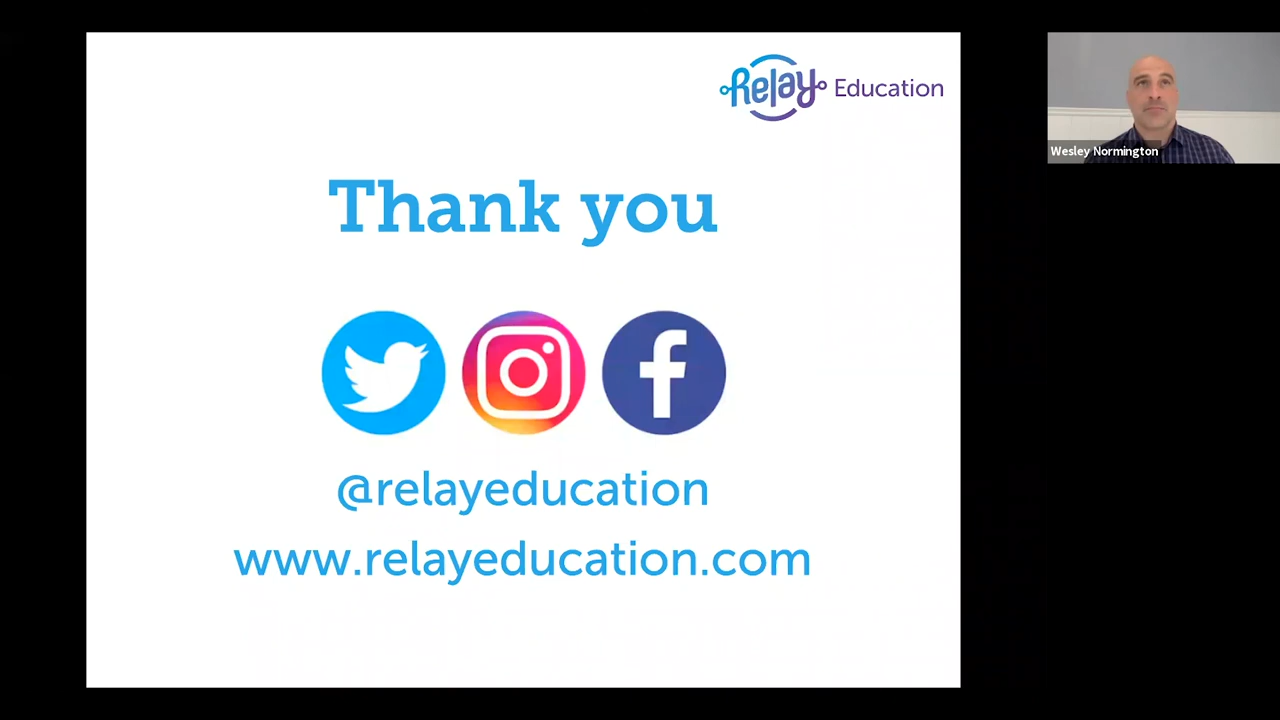 Relay Education
Thank you
@relayeducation
www.relayeducation.com
Wesley Normington